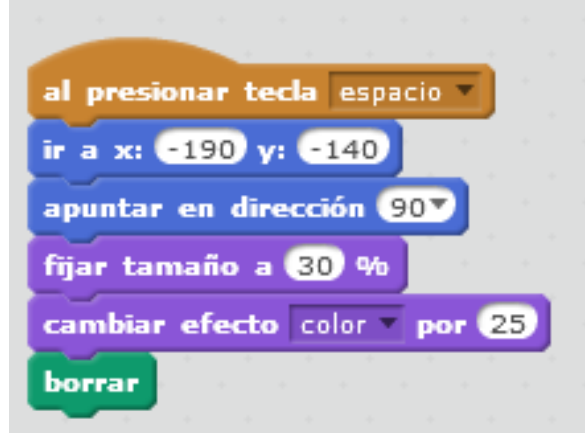 al presionar tecla espacio
ir a x: -190 y: -140
apuntar en dirección 90
fijar tamaño a 30 %
cambiar efecto color por 25
borrar